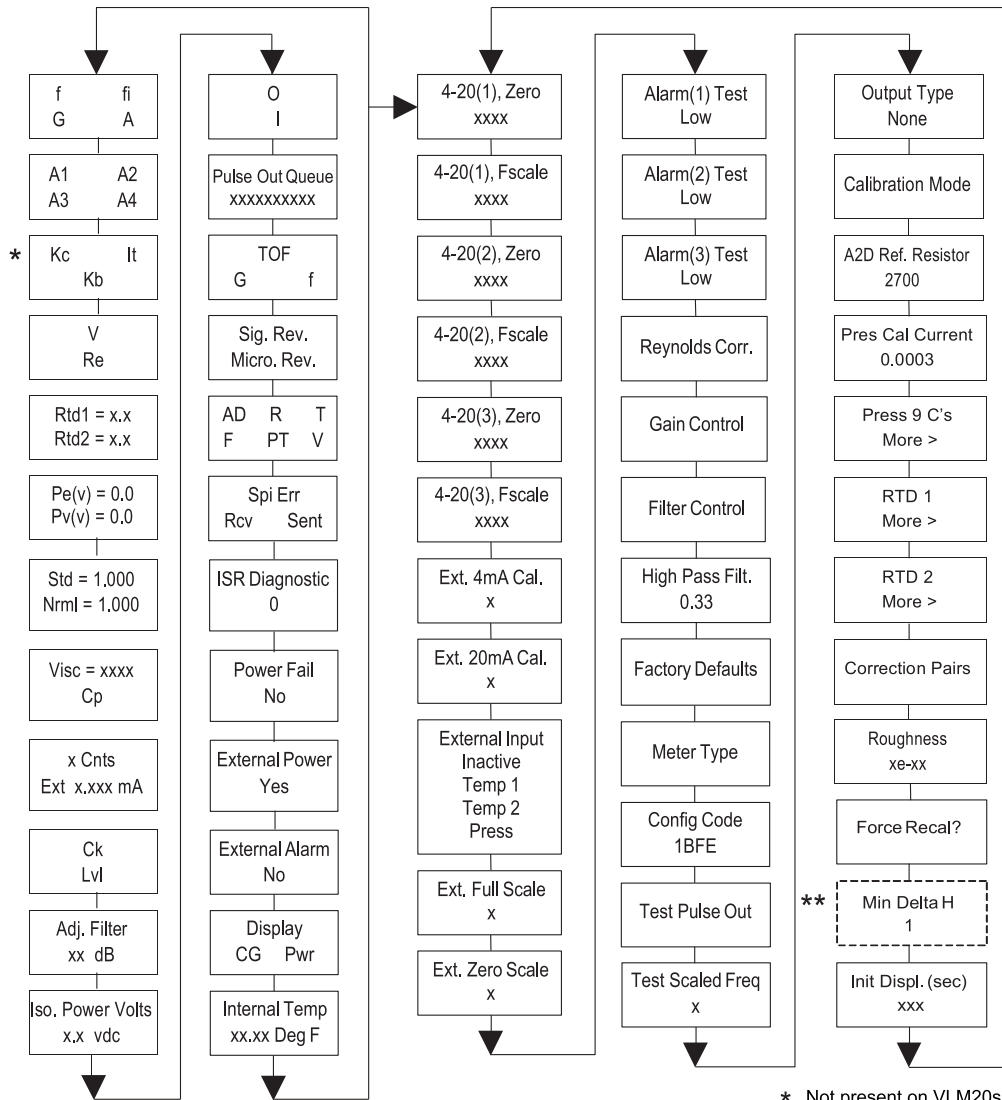 f fi
G A
A1 A2
A3 A4
*
Kc It
Kb
V
Re
Rtd1 = x.x
Rtd2 = x.x
Pe(v) = 0.0
Pv(v) = 0.0
Std = 1.000
Nrml = 1.000
Visc = xxxx
Cp
x Cnts
Ext x.xxx mA
Ck
Lvl
Adj. Filter
xx dB
Iso. Power Volts
x.x vdc
O
I
Pulse Out Queue
xxxxxxxxxx
TOF
G f
Sig. Rev.
Micro. Rev.
AD R T
F PT V
Spi Err
Rcv Sent
ISR Diagnostic
0
Power Fail
No
External Power
Yes
External Alarm
No
Display
CG Pwr
Internal Temp
xx.xx Deg F
4-20(1), Zero
xxxx
4-20(1), Fscale
xxxx
4-20(2), Zero
xxxx
4-20(2), Fscale
xxxx
4-20(3), Zero
xxxx
4-20(3), Fscale
xxxx
Ext. 4mA Cal.
x
Ext. 20mA Cal.
x
External Input
Inactive
Temp 1
Temp 2
Press
Ext. Full Scale
x
Ext. Zero Scale
x
Alarm(1) Test
Low
Alarm(2) Test
Low
Alarm(3) Test
Low
Reynolds Corr.
Gain Control
Filter Control
High Pass Filt.
0.33
Factory Defaults
Meter Type
Config Code
1BFE
Test Pulse Out
Test Scaled Freq
x
Output Type
None
Calibration Mode
A2D Ref. Resistor
2700
Pres Cal Current
0.0003
Press 9 C's
More >
RTD 1
More >
RTD 2
More >
Correction Pairs
Roughness
xe-xx
Force Recal?
**
Min Delta H
1
Init Displ. (sec)
xxx
* Not present on VLM20s